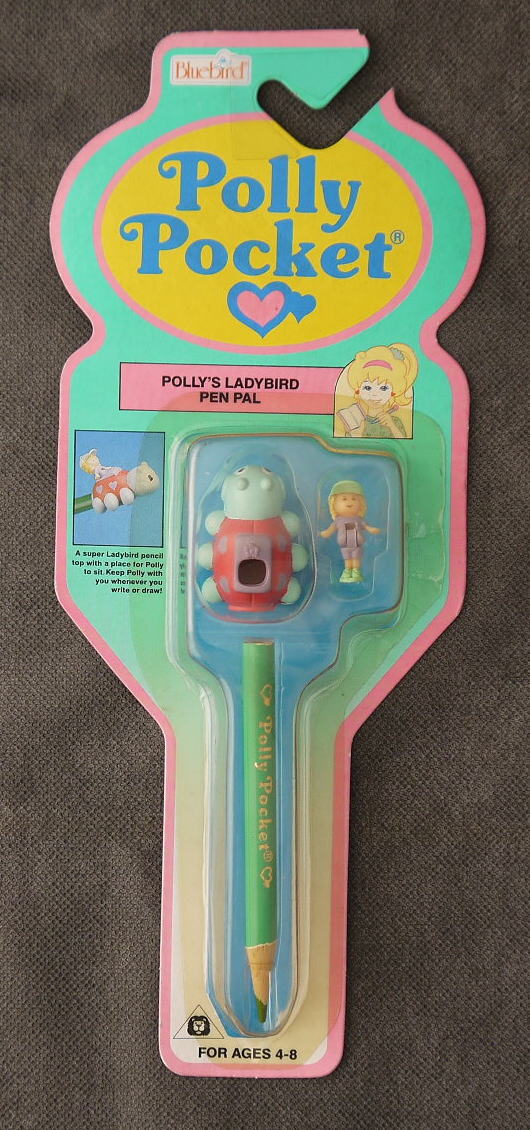 Bluebird
Polly
Pocket®
POLLY'S LADYBIRD
PEN PAL
A super Ladybird pencil
top with a place for Polly
to sit. Keep Polly with
you whenever you
write or draw!
Polly Pocket®
FOR AGES 4-8